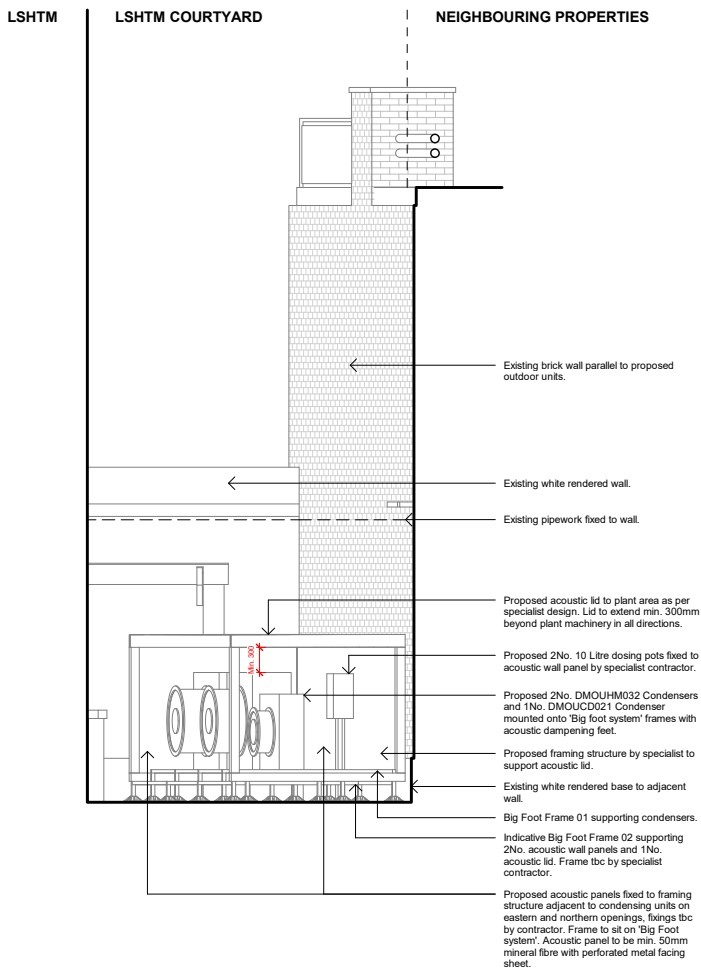 LSHTM
LSHTM COURTYARD
NEIGHBOURING PROPERTIES
Existing brick wall parallel to proposed
outdoor units.
Existing white rendered wall.
Existing pipework fixed to wall.
Proposed acoustic lid to plant area as per
specialist design. Lid to extend min. 300mm
beyond plant machinery in all directions.
Min. 300
Proposed 2No. 10 Litre dosing pots fixed to
acoustic wall panel by specialist contractor.
Proposed 2No. DMOUHM032 Condensers
and 1No. DMOUCD021 Condenser
mounted onto 'Big foot system' frames with
acoustic dampening feet.
Proposed framing structure by specialist to
support acoustic lid.
Existing white rendered base to adjacent
wall.
Big Foot Frame 01 supporting condensers.
Indicative Big Foot Frame 02 supporting
2No. acoustic wall panels and 1No.
acoustic lid. Frame tbc by specialist
contractor.
Proposed acoustic panels fixed to framing
structure adjacent to condensing units on
eastern and northern openings, fixings tbc
by contractor. Frame to sit on 'Big Foot
system'. Acoustic panel to be min. 50mm
mineral fibre with perforated metal facing
sheet.